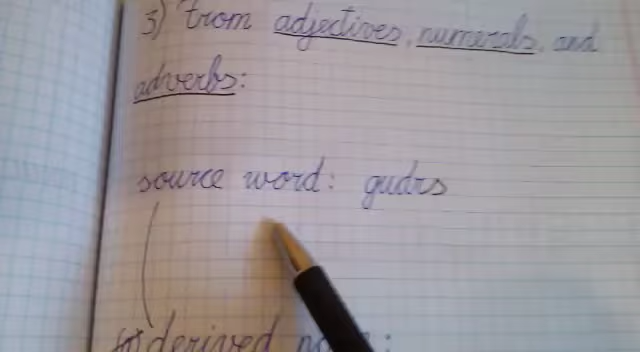 3) from adjectives, numerals, and
adverbs:
source word: gudrs
derived :